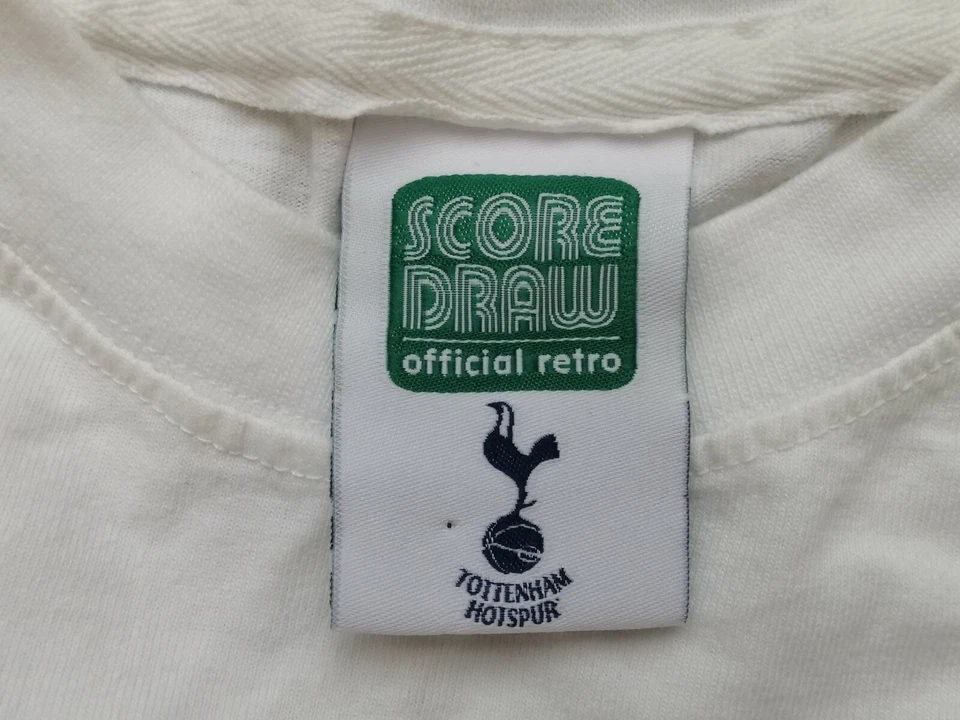 SCORE
DRAW
official retro
TOTTENHAM
HOTSPUR